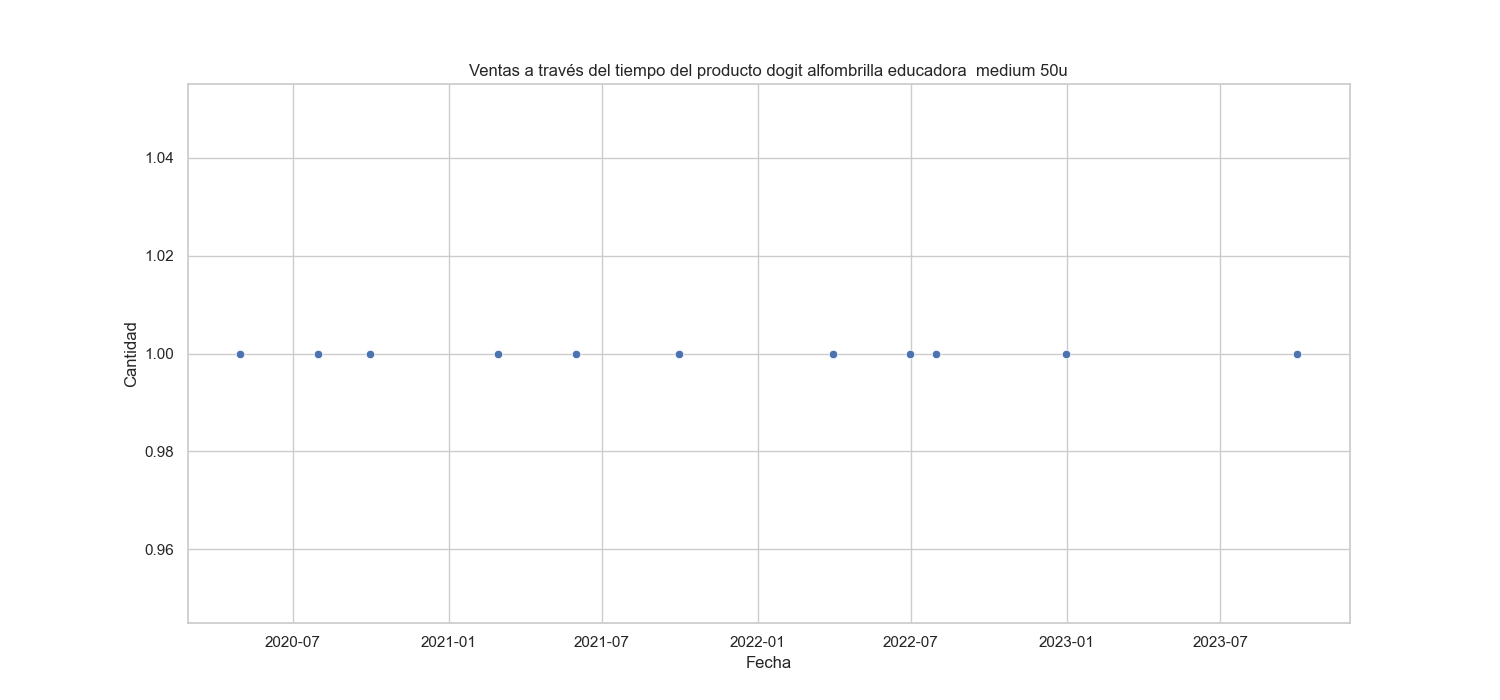 Ventas a través del tiempo del producto dogit alfombrilla educadora  medium 50u
1.04
1.02
1.00
0.98
0.96
Cantidad
2020-07 2021-01 2021-07 2022-01 2022-07 2023-01 2023-07
Fecha